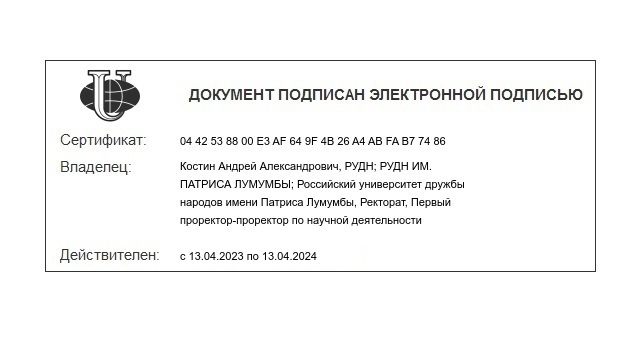 ДОКУМЕНТ ПОДПИСАН ЭЛЕКТРОННОЙ ПОДПИСЬЮ
Сертификат: 04 42 53 88 00 E3 AF 64 9F 4B 26 A4 AB FA B7 74 86
Владелец: Костин Андрей Александрович, РУДН; РУДН ИМ.
ПАТРИСА ЛУМУМБЫ; Российский университет дружбы
народов имени Патриса Лумумбы, Ректорат, Первый
проректор-проректор по научной деятельности
Действителен: с 13.04.2023 по 13.04.2024